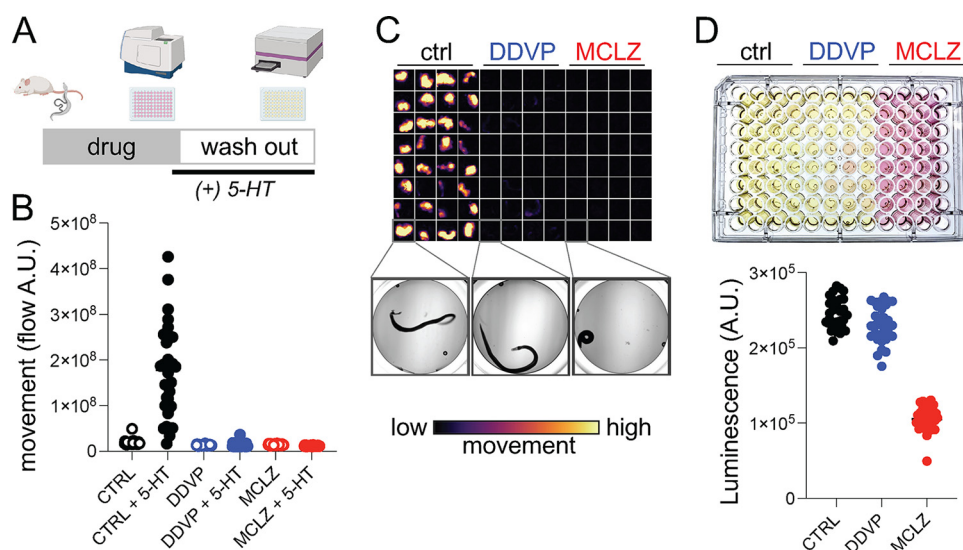 A
drug
wash out
(+) 5-HT
B
movement (flow A.U.)
5×10⁸
4×10⁸
3×10⁸
2×10⁸
1×10⁸
0
CTRL
CTRL + 5-HT
DDVP
DDVP + 5-HT
MCLZ
MCLZ + 5-HT
C
ctrl DDVP MCLZ
low high
movement
D
ctrl DDVP MCLZ
Luminescence (A.U.)
3×10⁵
2×10⁵
1×10⁵
0
CTRL
DDVP
MCLZ